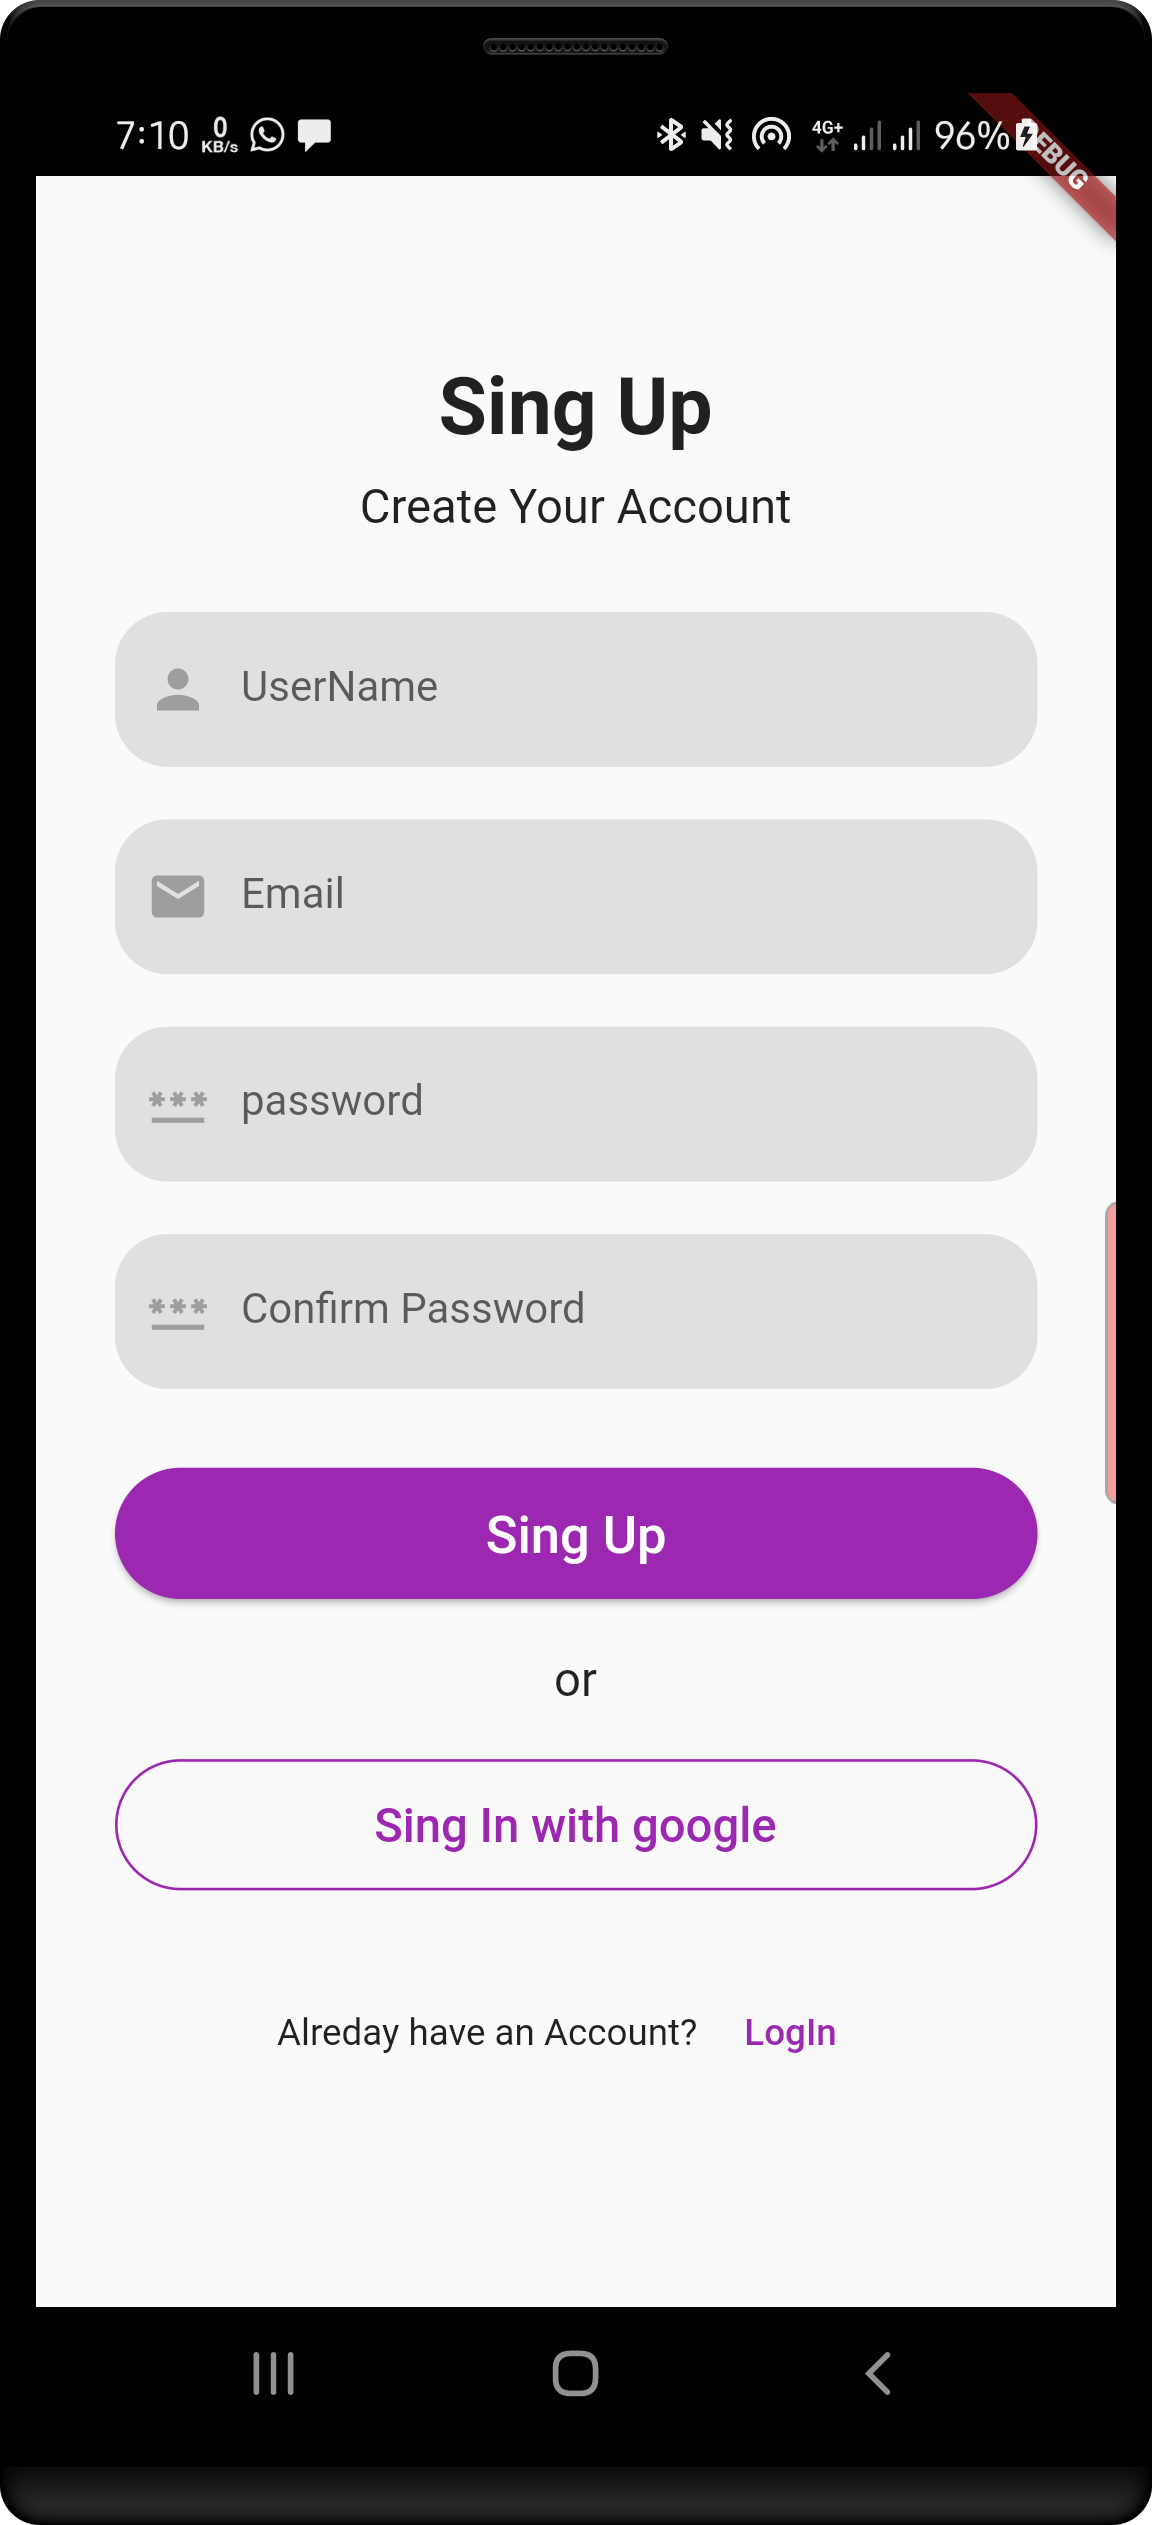 7:10 0 KB/s 4G+ 96%
EBUG
Sing Up
Create Your Account
UserName
Email
password
Confirm Password
Sing Up
or
Sing In with google
Alreday have an Account? LogIn